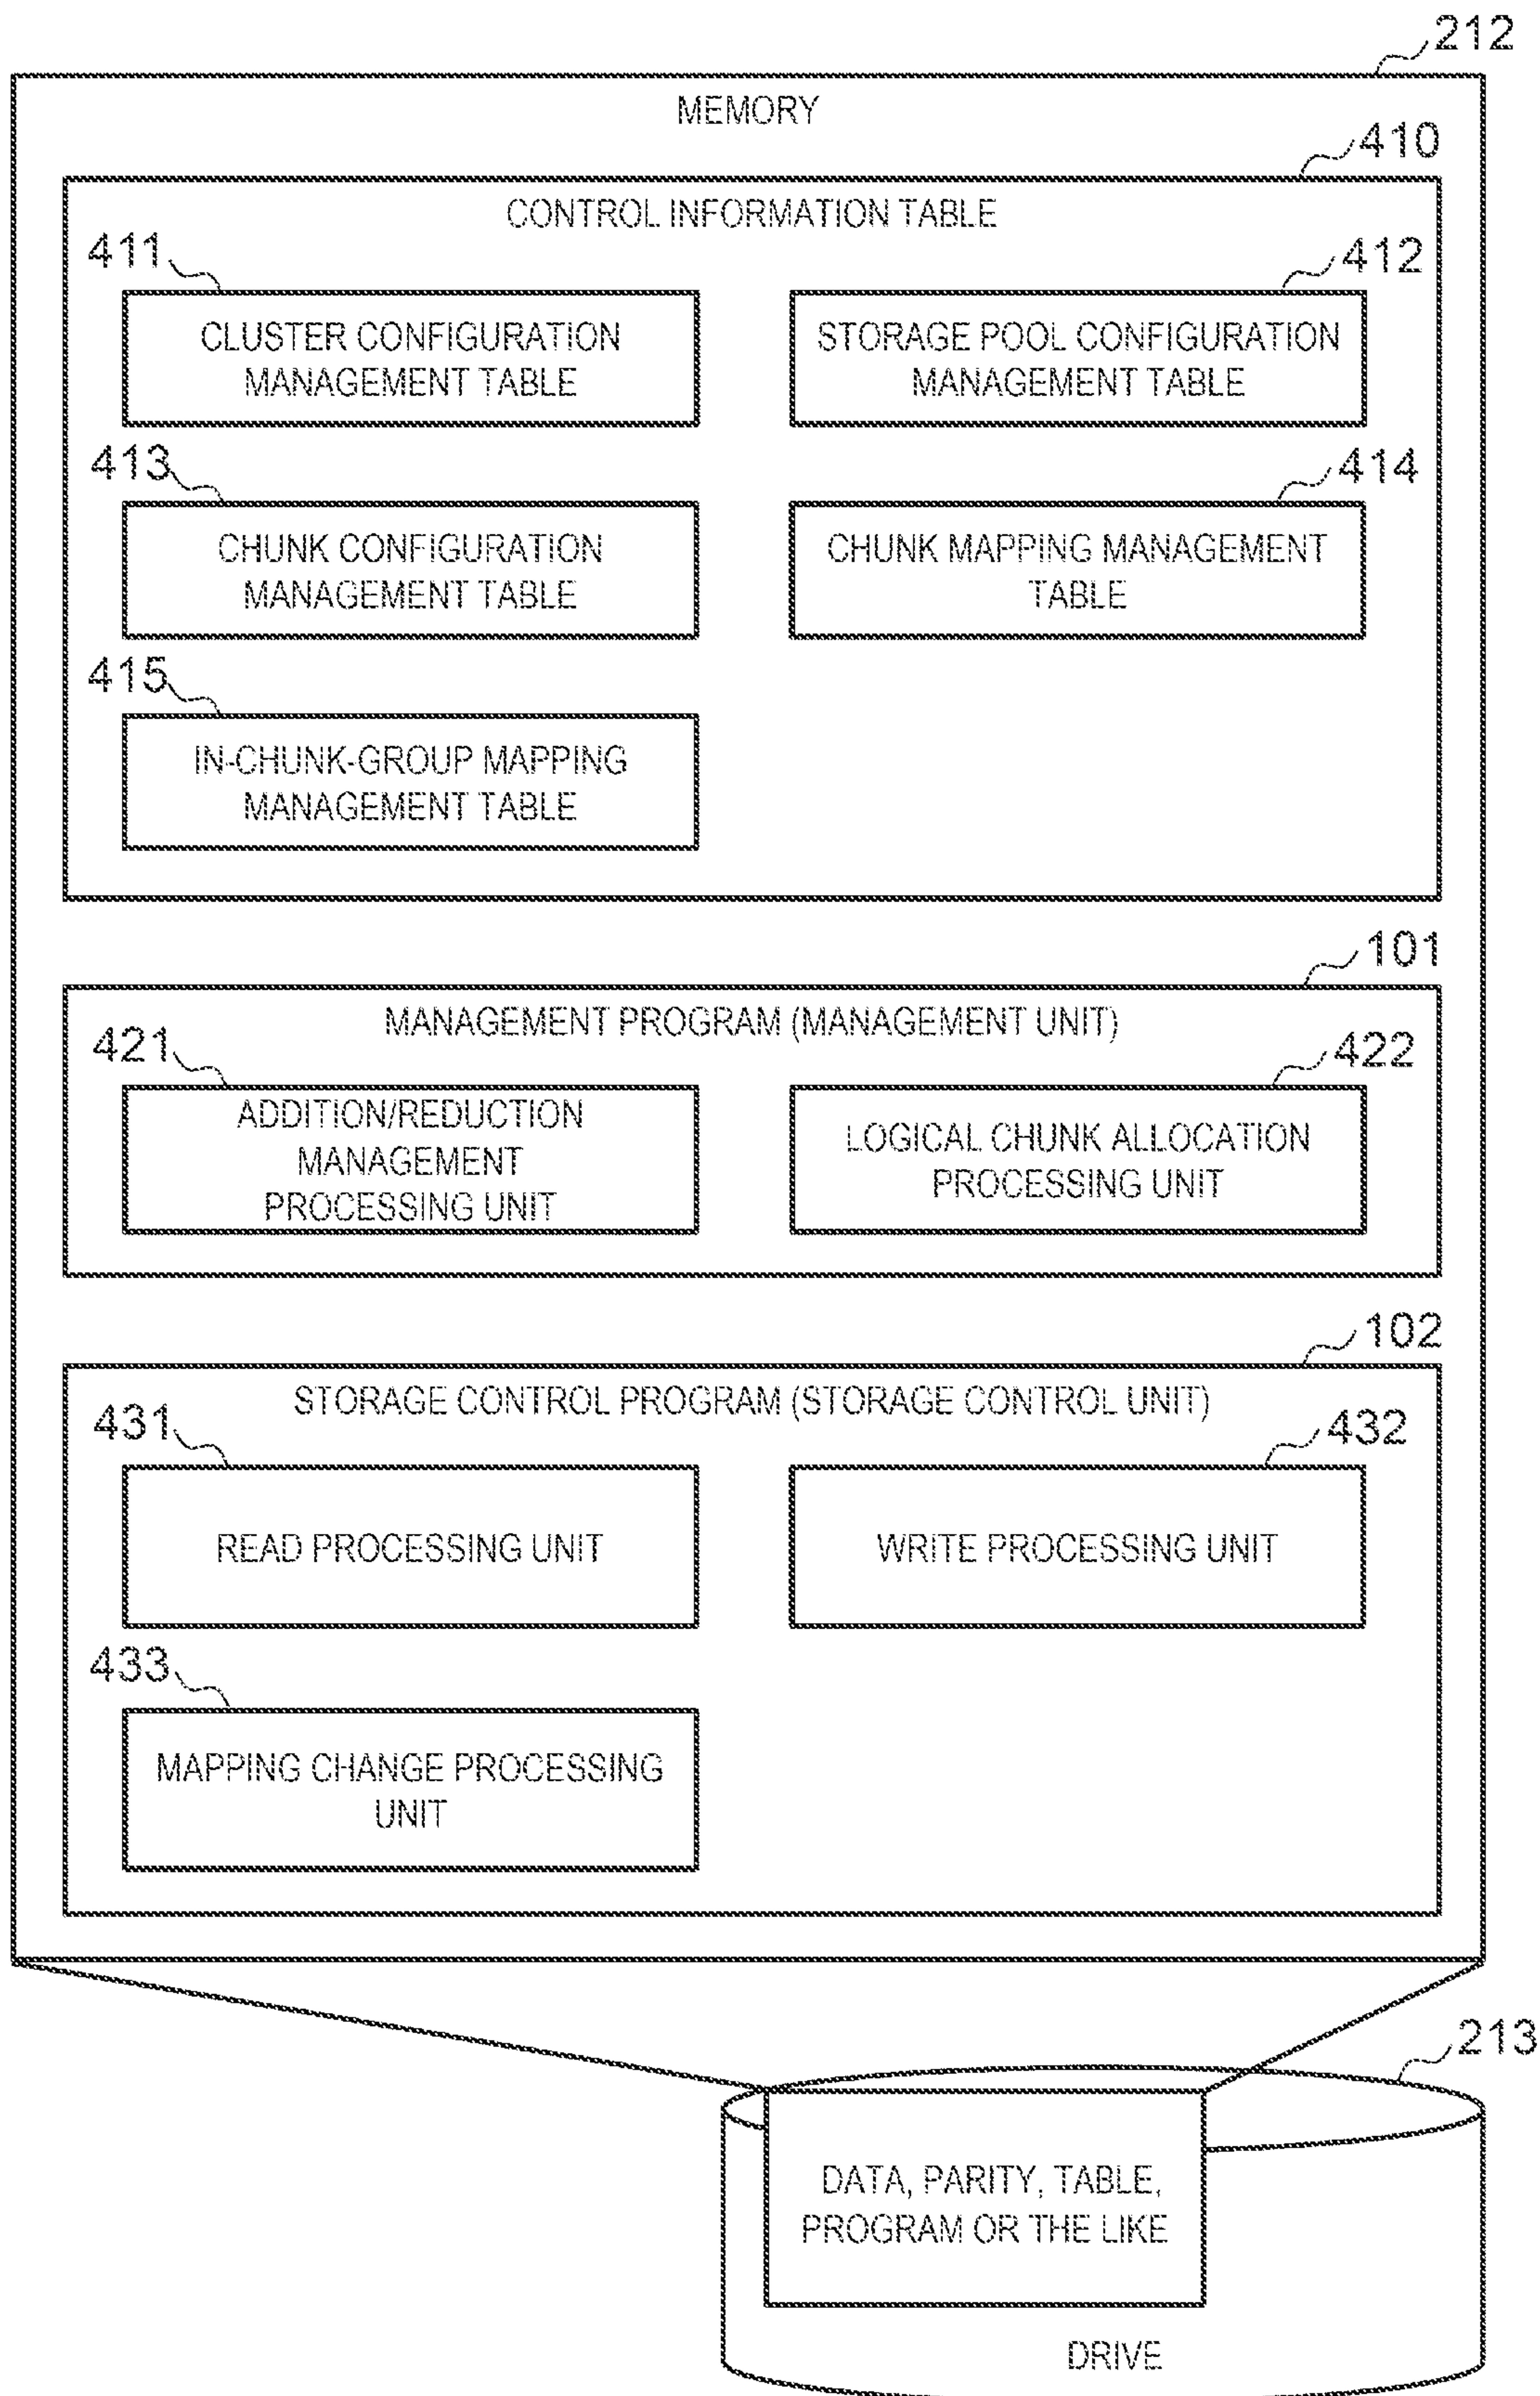 212
MEMORY
410
CONTROL INFORMATION TABLE
411
412
CLUSTER CONFIGURATION
MANAGEMENT TABLE
STORAGE POOL CONFIGURATION
MANAGEMENT TABLE
413
414
CHUNK CONFIGURATION
MANAGEMENT TABLE
CHUNK MAPPING MANAGEMENT
TABLE
415
IN-CHUNK-GROUP MAPPING
MANAGEMENT TABLE
101
MANAGEMENT PROGRAM (MANAGEMENT UNIT)
421
422
ADDITION/REDUCTION
MANAGEMENT
PROCESSING UNIT
LOGICAL CHUNK ALLOCATION
PROCESSING UNIT
102
STORAGE CONTROL PROGRAM (STORAGE CONTROL UNIT)
431
432
READ PROCESSING UNIT
WRITE PROCESSING UNIT
433
MAPPING CHANGE PROCESSING
UNIT
213
DATA, PARITY, TABLE,
PROGRAM OR THE LIKE
DRIVE